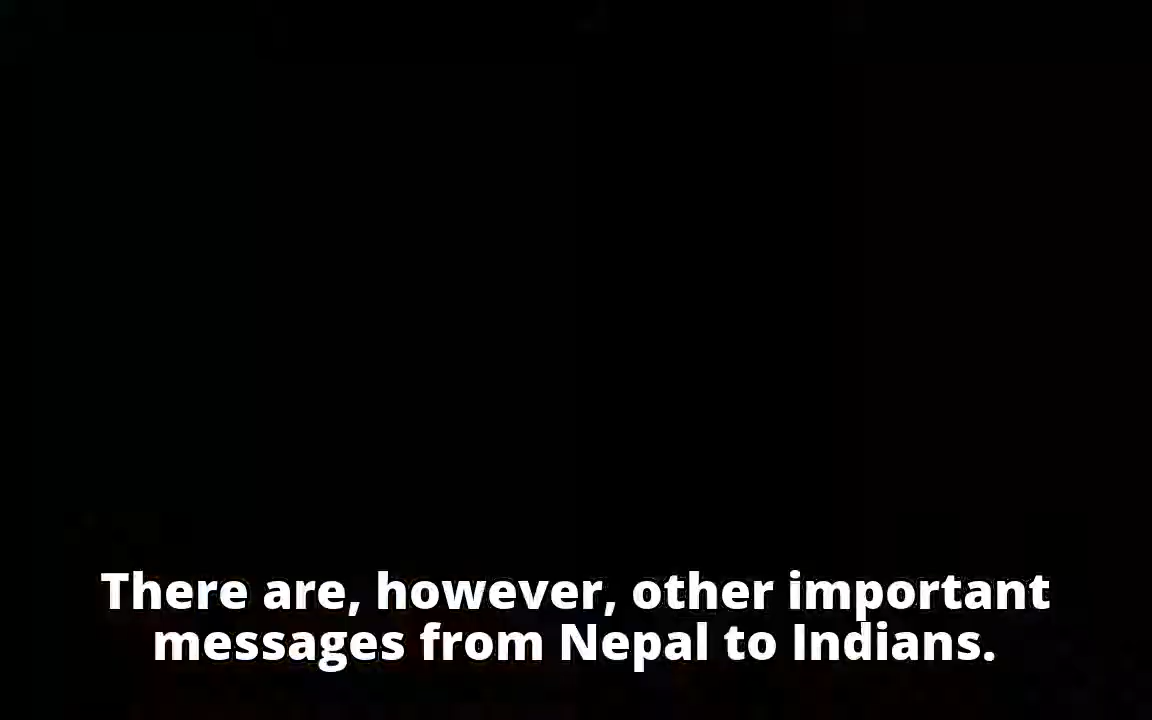 There are, however, other important
messages from Nepal to Indians.